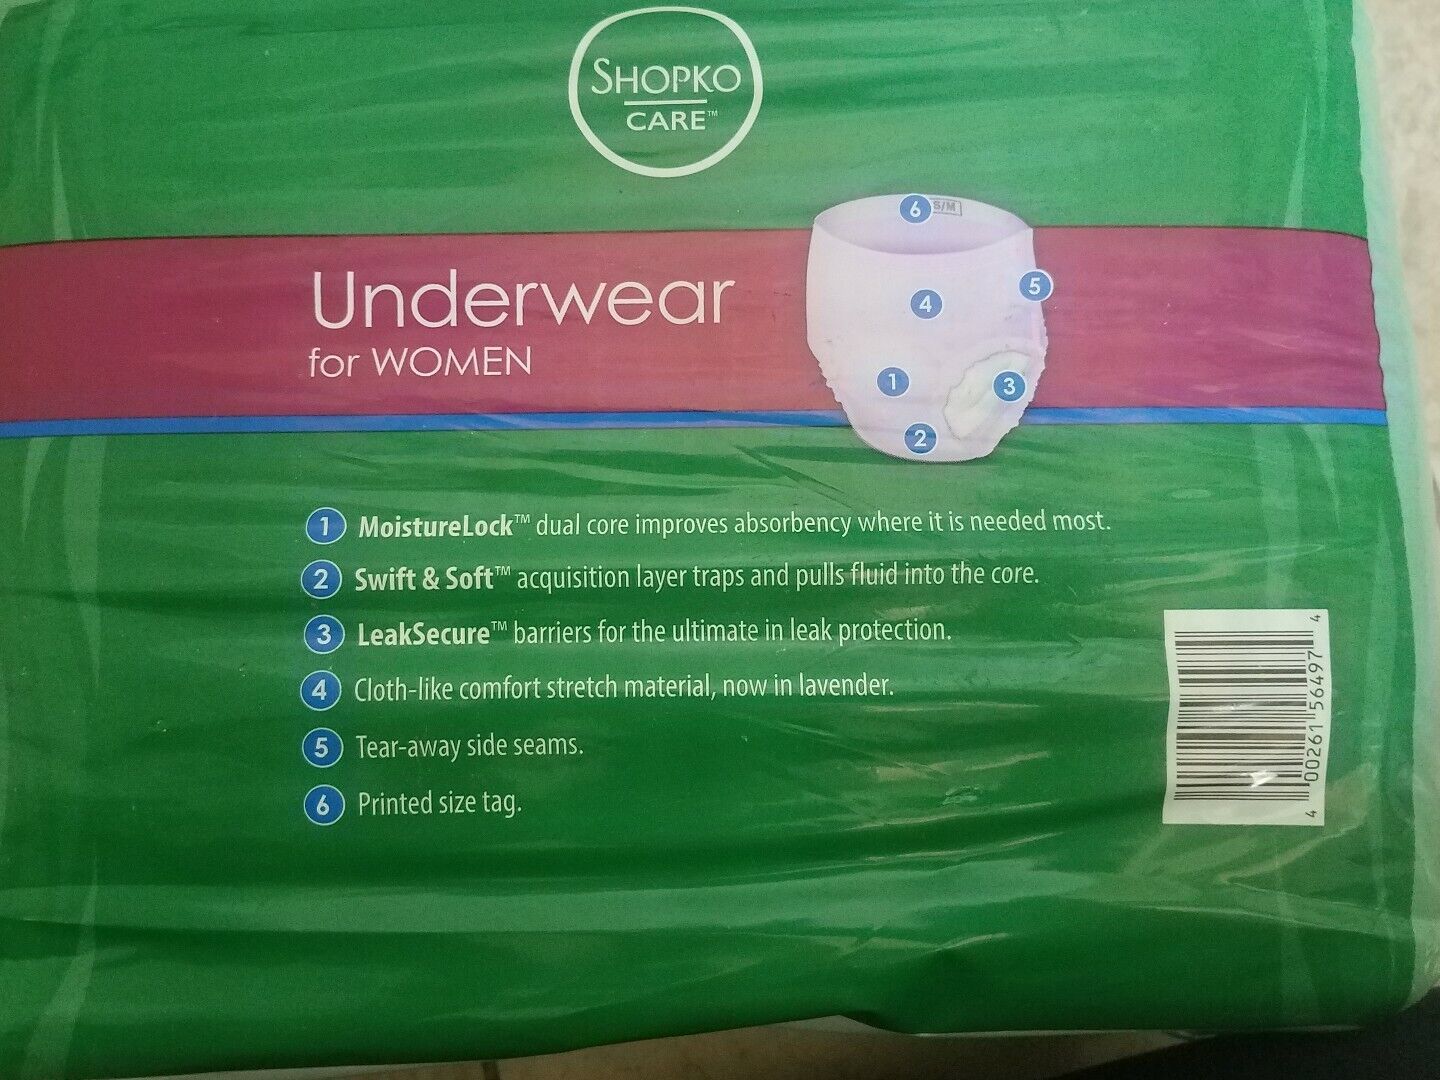 SHOPKO
CARE™
Underwear
for WOMEN
6 S/M
5
4
1
3
2
1 MoistureLock™ dual core improves absorbency where it is needed most.
2 Swift & Soft™ acquisition layer traps and pulls fluid into the core.
3 LeakSecure™ barriers for the ultimate in leak protection.
4 Cloth-like comfort stretch material, now in lavender.
5 Tear-away side seams.
6 Printed size tag.
4 00261 56497 4